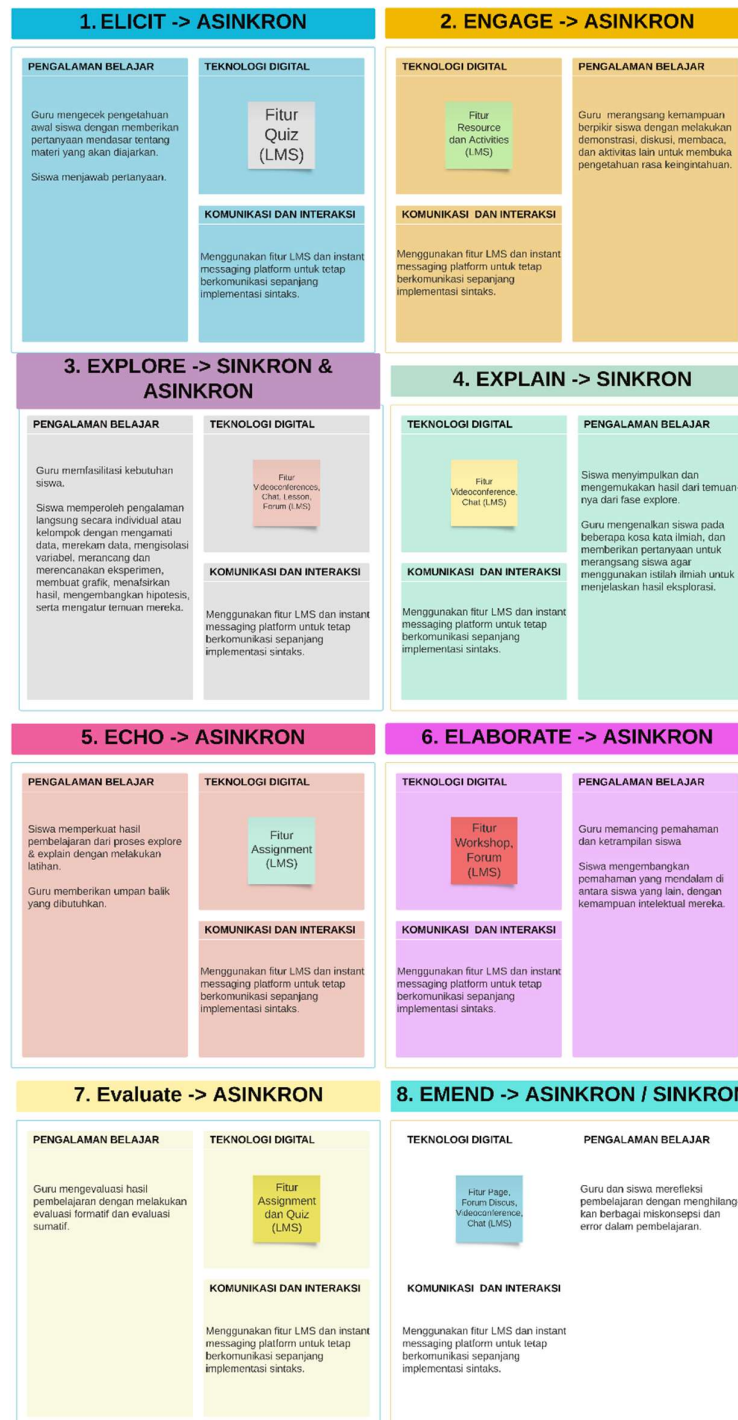 1. ELICIT -> ASINKRON
PENGALAMAN BELAJAR
Guru mengecek pengetahuan
awal siswa dengan memberikan
pertanyaan mendasar tentang
materi yang akan diajarkan.
Siswa menjawab pertanyaan.
TEKNOLOGI DIGITAL
Fitur
Quiz
(LMS)
KOMUNIKASI DAN INTERAKSI
Menggunakan fitur LMS dan instant
messaging platform untuk tetap
berkomunikasi sepanjang
implementasi sintaks.
2. ENGAGE -> ASINKRON
TEKNOLOGI DIGITAL
Fitur
Resource
dan Activities
(LMS)
KOMUNIKASI DAN INTERAKSI
Menggunakan fitur LMS dan instant
messaging platform untuk tetap
berkomunikasi sepanjang
implementasi sintaks.
PENGALAMAN BELAJAR
Guru merangsang kemampuan
berpikir siswa dengan melakukan
demonstrasi, diskusi, membaca,
dan aktivitas lain untuk membuka
pengetahuan rasa keingintahuan.
3. EXPLORE -> SINKRON &
ASINKRON
PENGALAMAN BELAJAR
Guru memfasilitasi kebutuhan
siswa.
Siswa memperoleh pengalaman
langsung secara individual atau
kelompok dengan mengamati
data, merekam data, mengisolasi
variabel, merancang dan
merencanakan eksperimen,
membuat grafik, menafsirkan
hasil, mengembangkan hipotesis,
serta mengatur temuan mereka.
TEKNOLOGI DIGITAL
Fitur
Videoconferences,
Chat, Lesson,
Forum (LMS)
KOMUNIKASI DAN INTERAKSI
Menggunakan fitur LMS dan instant
messaging platform untuk tetap
berkomunikasi sepanjang
implementasi sintaks.
4. EXPLAIN -> SINKRON
TEKNOLOGI DIGITAL
Fitur
Videoconference,
Chat (LMS)
KOMUNIKASI DAN INTERAKSI
Menggunakan fitur LMS dan instant
messaging platform untuk tetap
berkomunikasi sepanjang
implementasi sintaks.
PENGALAMAN BELAJAR
Siswa menyimpulkan dan
mengemukakan hasil dari temuan
nya dari fase explore.
Guru mengenalkan siswa pada
beberapa kosa kata ilmiah, dan
memberikan pertanyaan untuk
merangsang siswa agar
menggunakan istilah ilmiah untuk
menjelaskan hasil eksplorasi.
5. ECHO -> ASINKRON
PENGALAMAN BELAJAR
Siswa memperkuat hasil
pembelajaran dari proses explore
& explain dengan melakukan
latihan.
Guru memberikan umpan balik
yang dibutuhkan.
TEKNOLOGI DIGITAL
Fitur
Assignment
(LMS)
KOMUNIKASI DAN INTERAKSI
Menggunakan fitur LMS dan instant
messaging platform untuk tetap
berkomunikasi sepanjang
implementasi sintaks.
6. ELABORATE -> ASINKRON
TEKNOLOGI DIGITAL
Fitur
Workshop,
Forum
(LMS)
KOMUNIKASI DAN INTERAKSI
Menggunakan fitur LMS dan instant
messaging platform untuk tetap
berkomunikasi sepanjang
implementasi sintaks.
PENGALAMAN BELAJAR
Guru memancing pemahaman
dan ketrampilan siswa
Siswa mengembangkan
pemahaman yang mendalam di
antara siswa yang lain, dengan
kemampuan intelektual mereka.
7. Evaluate -> ASINKRON
PENGALAMAN BELAJAR
Guru mengevaluasi hasil
pembelajaran dengan melakukan
evaluasi formatif dan evaluasi
sumatif.
TEKNOLOGI DIGITAL
Fitur
Assignment
dan Quiz
(LMS)
KOMUNIKASI DAN INTERAKSI
Menggunakan fitur LMS dan instant
messaging platform untuk tetap
berkomunikasi sepanjang
implementasi sintaks.
8. EMEND -> ASINKRON / SINKRON
TEKNOLOGI DIGITAL
Fitur Page,
Forum Discus,
Videoconference,
Chat (LMS)
KOMUNIKASI DAN INTERAKSI
Menggunakan fitur LMS dan instant
messaging platform untuk tetap
berkomunikasi sepanjang
implementasi sintaks.
PENGALAMAN BELAJAR
Guru dan siswa merefleksi
pembelajaran dengan menghilang
kan berbagai miskonsepsi dan
error dalam pembelajaran.